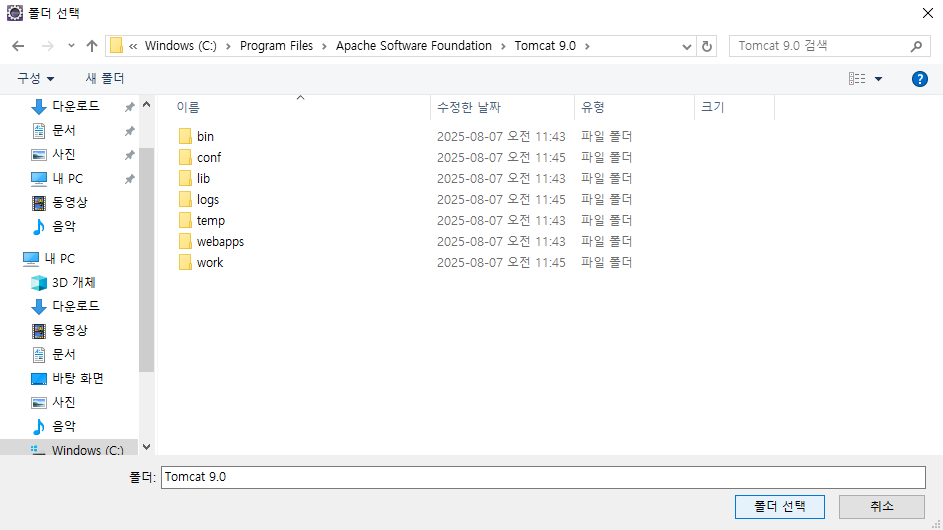 폴더 선택
« Windows (C:) › Program Files › Apache Software Foundation › Tomcat 9.0 ›
Tomcat 9.0 검색
구성
새 폴더
?
이름 수정한 날짜 유형 크기
다운로드
문서
사진
내 PC
동영상
음악
내 PC
3D 개체
다운로드
동영상
문서
바탕 화면
사진
음악
Windows (C:)
bin 2025-08-07 오전 11:43 파일 폴더
conf 2025-08-07 오전 11:45 파일 폴더
lib 2025-08-07 오전 11:43 파일 폴더
logs 2025-08-07 오전 11:45 파일 폴더
temp 2025-08-07 오전 11:43 파일 폴더
webapps 2025-08-07 오전 11:43 파일 폴더
work 2025-08-07 오전 11:45 파일 폴더
폴더: Tomcat 9.0
폴더 선택 취소